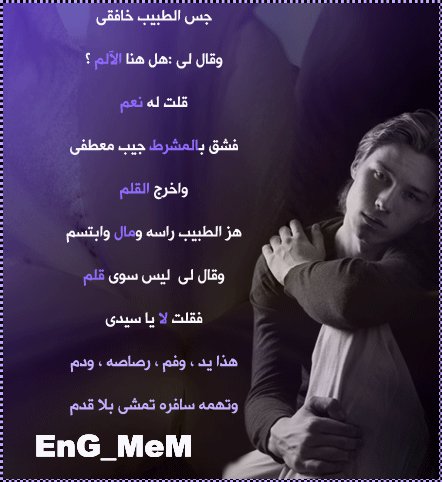 جس الطبيب خافقى
وقال لى :هل هنا الآلم ؟
قلت له نعم
فشق بالمشرط جيب معطفى
واخرج القلم
هز الطبيب راسه ومال وابتسم
وقال لى ليس سوى قلم
فقلت لا يا سيدى
هذا يد ، وفم ، رصاصه ، ودم
وتهمه سافره تمشى بلا قدم
EnG_MeM